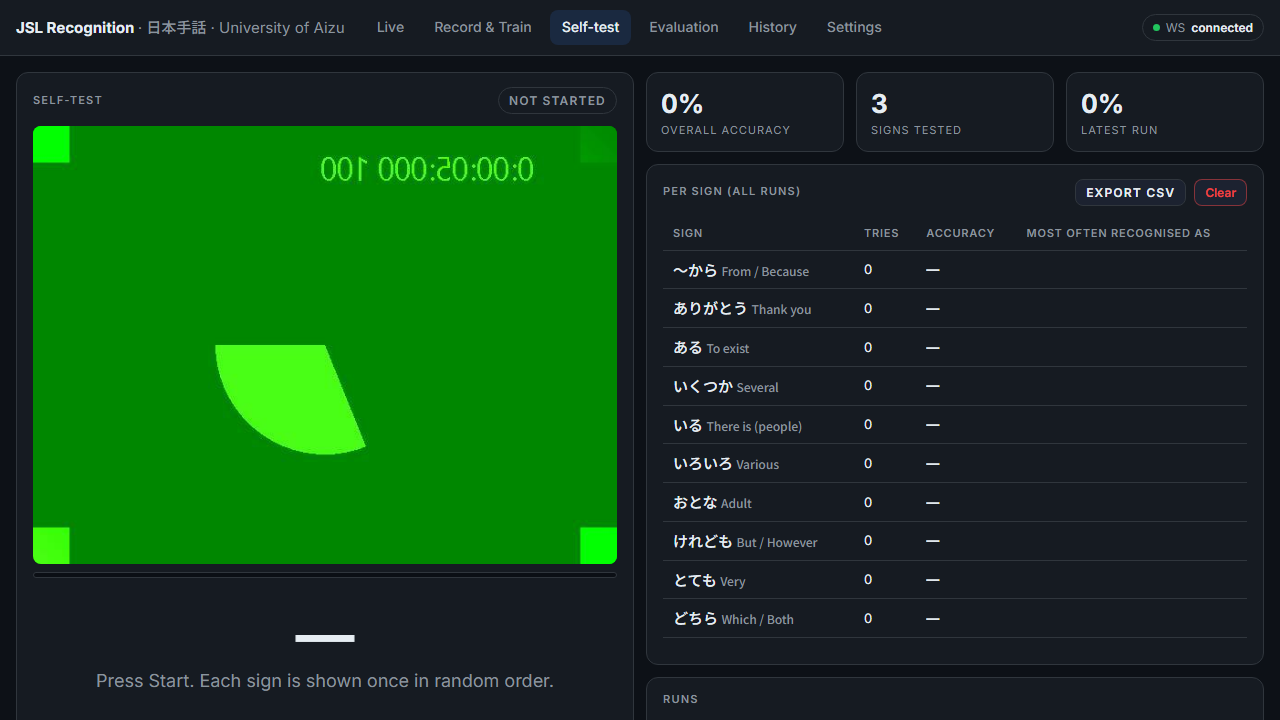 JSL Recognition · 日本手話 · University of Aizu
Live
Record & Train
Self-test
Evaluation
History
Settings
WS connected
SELF-TEST
NOT STARTED
0:00:05:000 100
—
Press Start. Each sign is shown once in random order.
0%
OVERALL ACCURACY
3
SIGNS TESTED
0%
LATEST RUN
PER SIGN (ALL RUNS)
EXPORT CSV
Clear
SIGN TRIES ACCURACY MOST OFTEN RECOGNISED AS
〜から From / Because 0 —
ありがとう Thank you 0 —
ある To exist 0 —
いくつか Several 0 —
いる There is (people) 0 —
いろいろ Various 0 —
おとな Adult 0 —
けれども But / However 0 —
とても Very 0 —
どちら Which / Both 0 —
RUNS